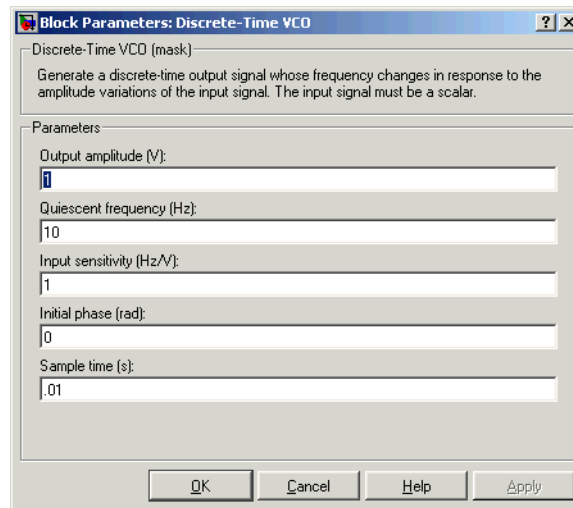 Block Parameters: Discrete-Time VCO
Discrete-Time VCO (mask)
Generate a discrete-time output signal whose frequency changes in response to the
amplitude variations of the input signal. The input signal must be a scalar.
Parameters
Output amplitude (V):
1
Quiescent frequency (Hz):
10
Input sensitivity (Hz/V):
1
Initial phase (rad):
0
Sample time (s):
.01
OK Cancel Help Apply